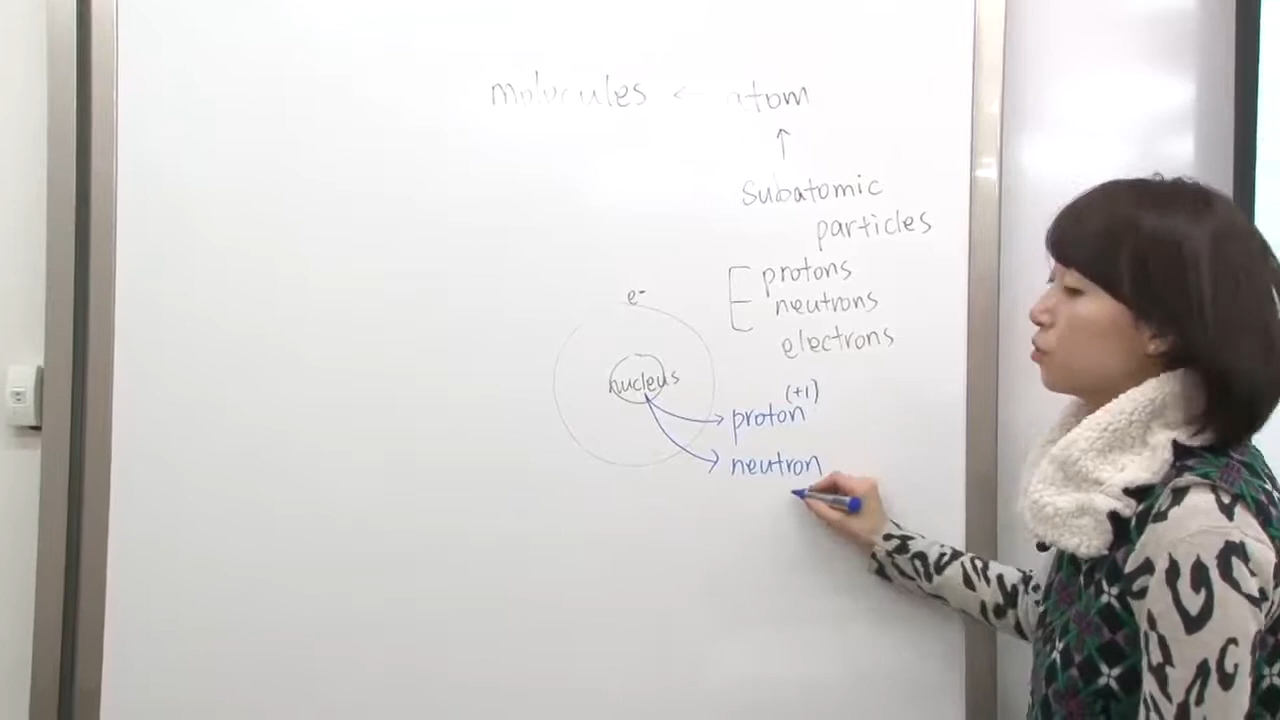 molecules ← atom
↑
subatomic
particles
protons
neutrons
electrons
e-
nucleus
(+1)
proton
neutron